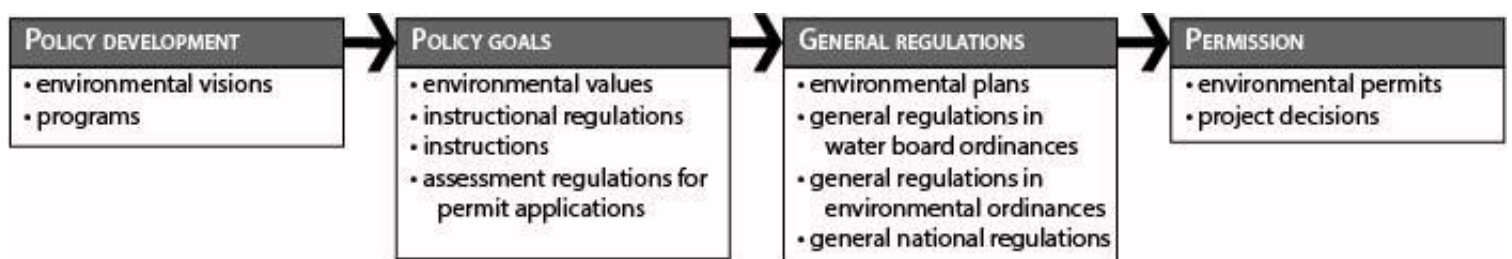 POLICY DEVELOPMENT
• environmental visions
• programs
POLICY GOALS
• environmental values
• instructional regulations
• instructions
• assessment regulations for
permit applications
GENERAL REGULATIONS
• environmental plans
• general regulations in
water board ordinances
• general regulations in
environmental ordinances
• general national regulations
PERMISSION
• environmental permits
• project decisions